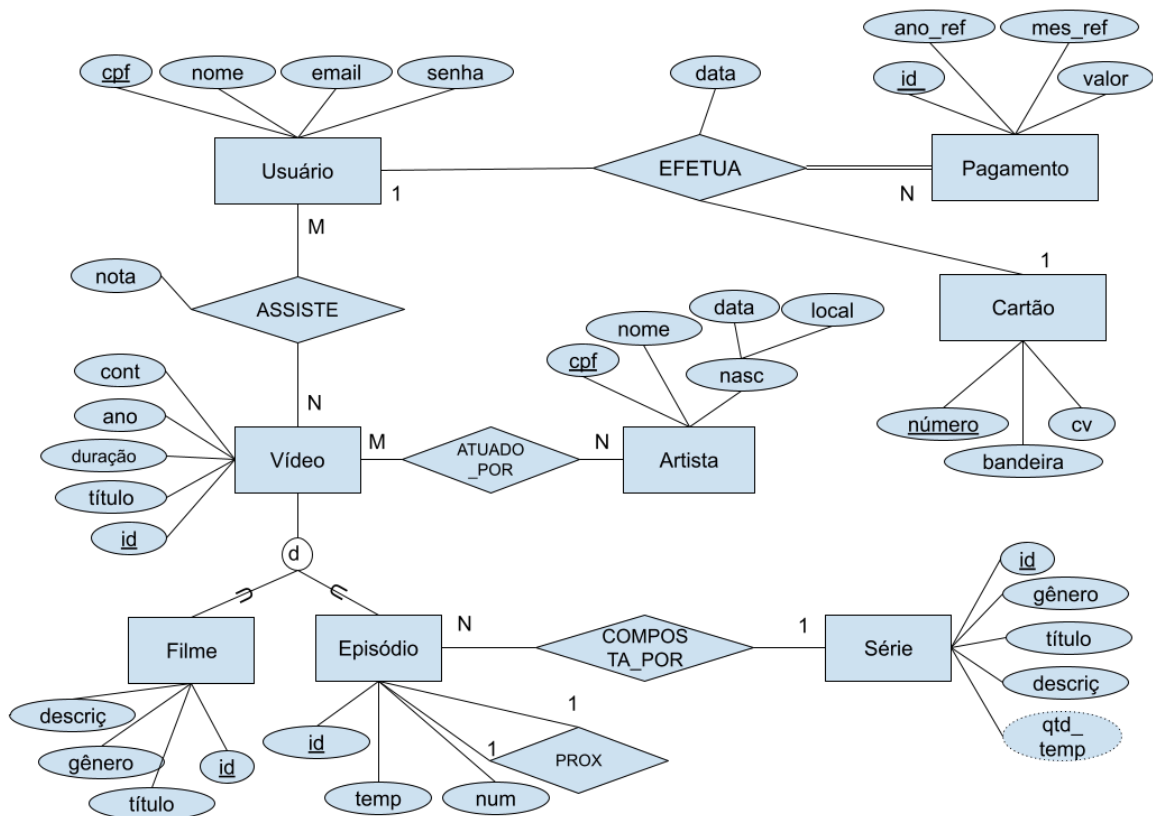 ano_ref
mes_ref
cpf
nome
email
senha
data
id
valor
Usuário
EFETUA
Pagamento
1
N
M
1
nota
ASSISTE
Cartão
data
local
nome
cpf
nasc
cont
ano
N
número
cv
duração
Vídeo
M
ATUADO
_POR
N
Artista
bandeira
título
id
d
id
gênero
N
COMPOS
TA_POR
1
Filme
Episódio
Série
título
descriç
descriç
1
qtd_
temp
id
1
gênero
id
PROX
título
temp
num